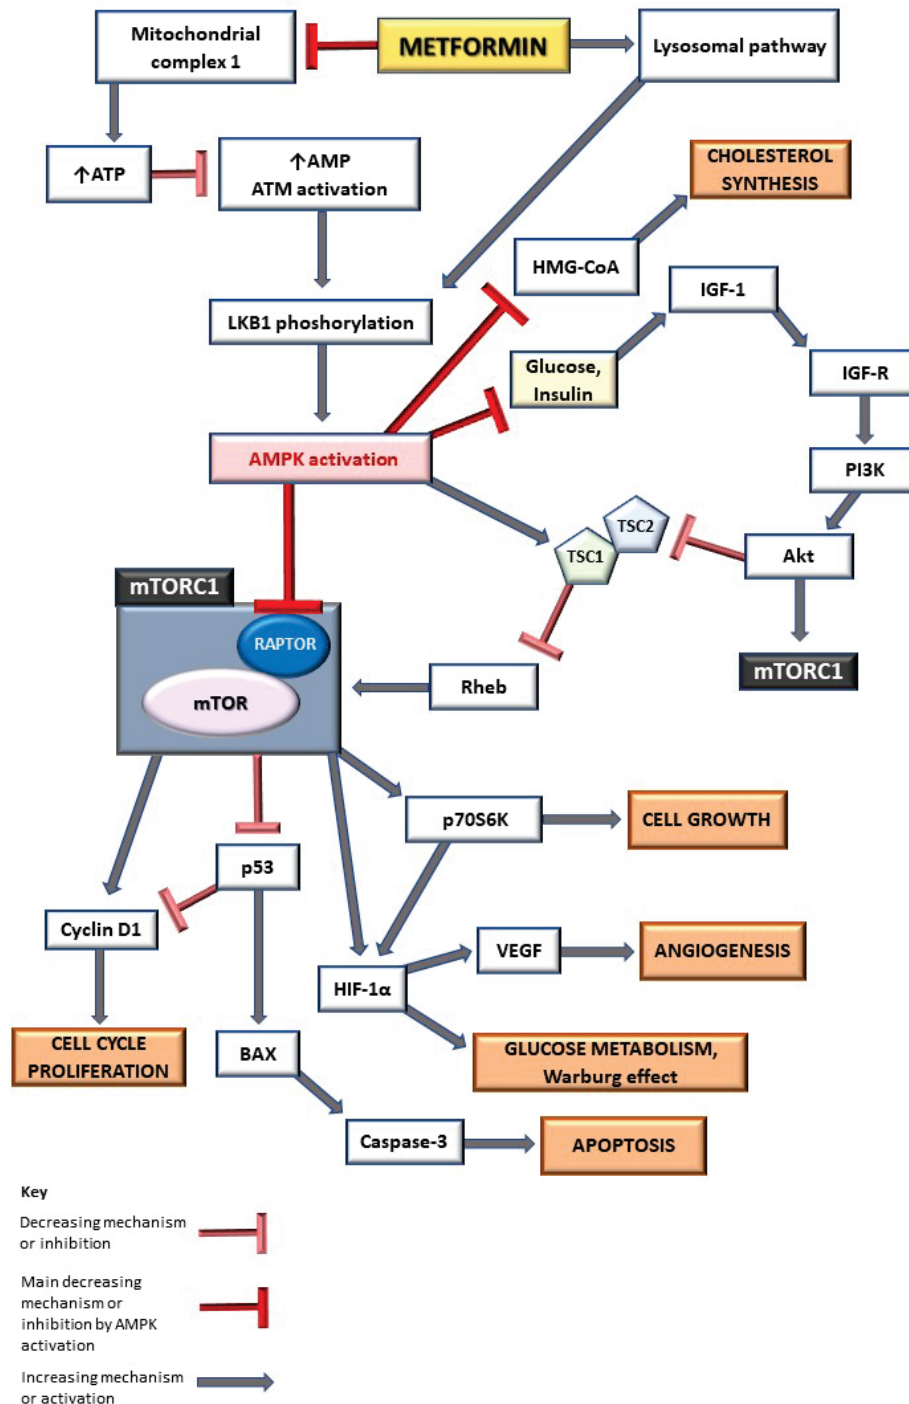 Mitochondrial
complex 1
METFORMIN
Lysosomal pathway
↑ATP
↑AMP
ATM activation
CHOLESTEROL
SYNTHESIS
HMG-CoA
IGF-1
LKB1 phoshorylation
Glucose,
Insulin
IGF-R
AMPK activation
PI3K
TSC2
TSC1
Akt
mTORC1
RAPTOR
mTOR
Rheb
mTORC1
p70S6K
CELL GROWTH
p53
Cyclin D1
VEGF
ANGIOGENESIS
HIF-1α
CELL CYCLE
PROLIFERATION
BAX
GLUCOSE METABOLISM,
Warburg effect
Caspase-3
APOPTOSIS
Key
Decreasing mechanism
or inhibition
Main decreasing
mechanism or
inhibition by AMPK
activation
Increasing mechanism
or activation